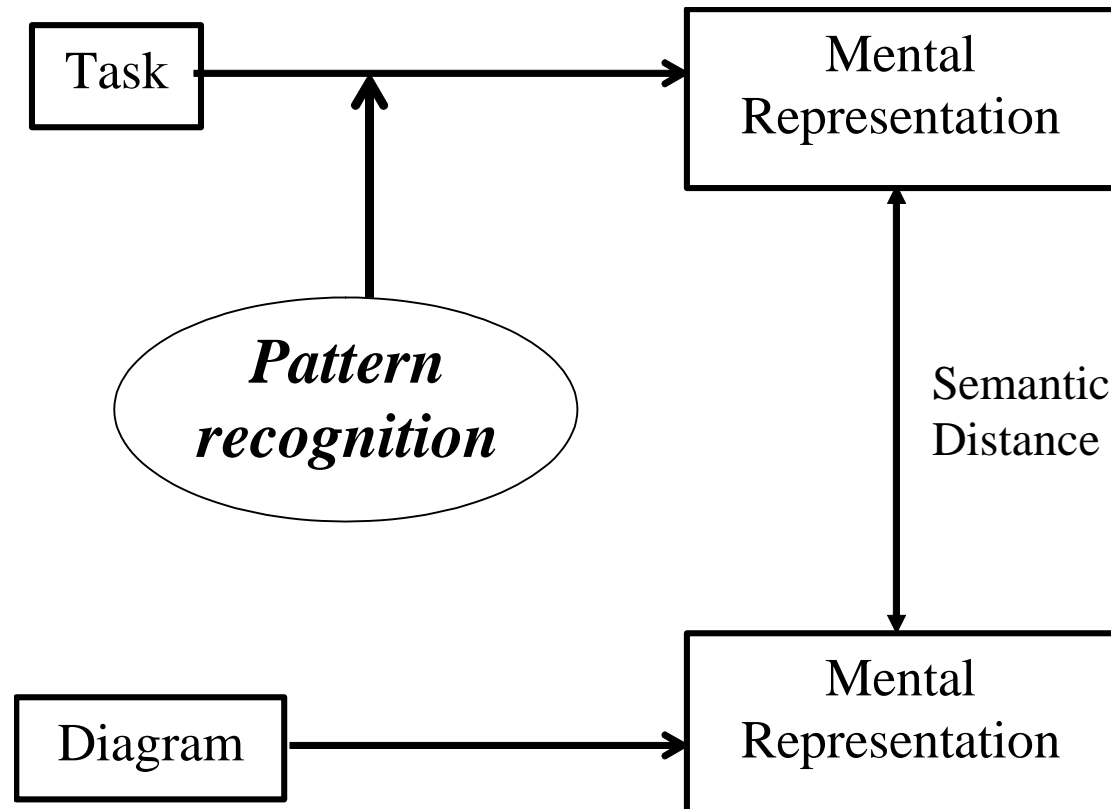 Task
Mental
Representation
Pattern
recognition
Semantic
Distance
Diagram
Mental
Representation